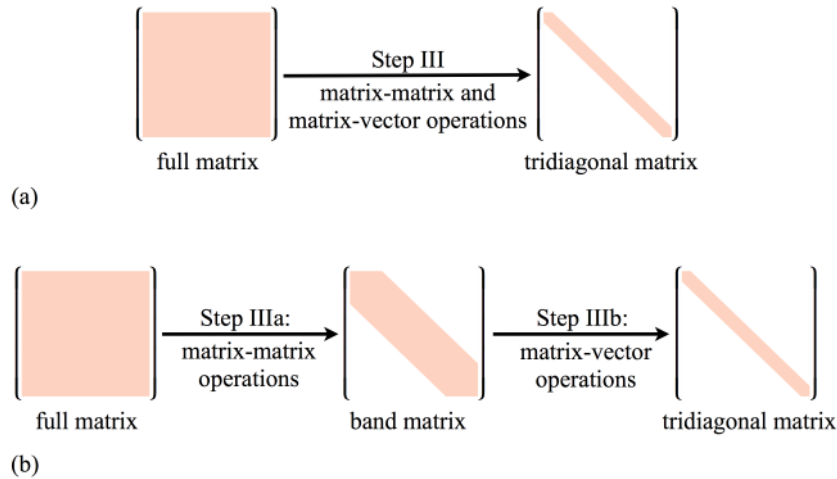 Step III
matrix-matrix and
matrix-vector operations
full matrix
tridiagonal matrix
(a)
Step IIIa:
matrix-matrix
operations
Step IIIb:
matrix-vector
operations
full matrix
band matrix
tridiagonal matrix
(b)